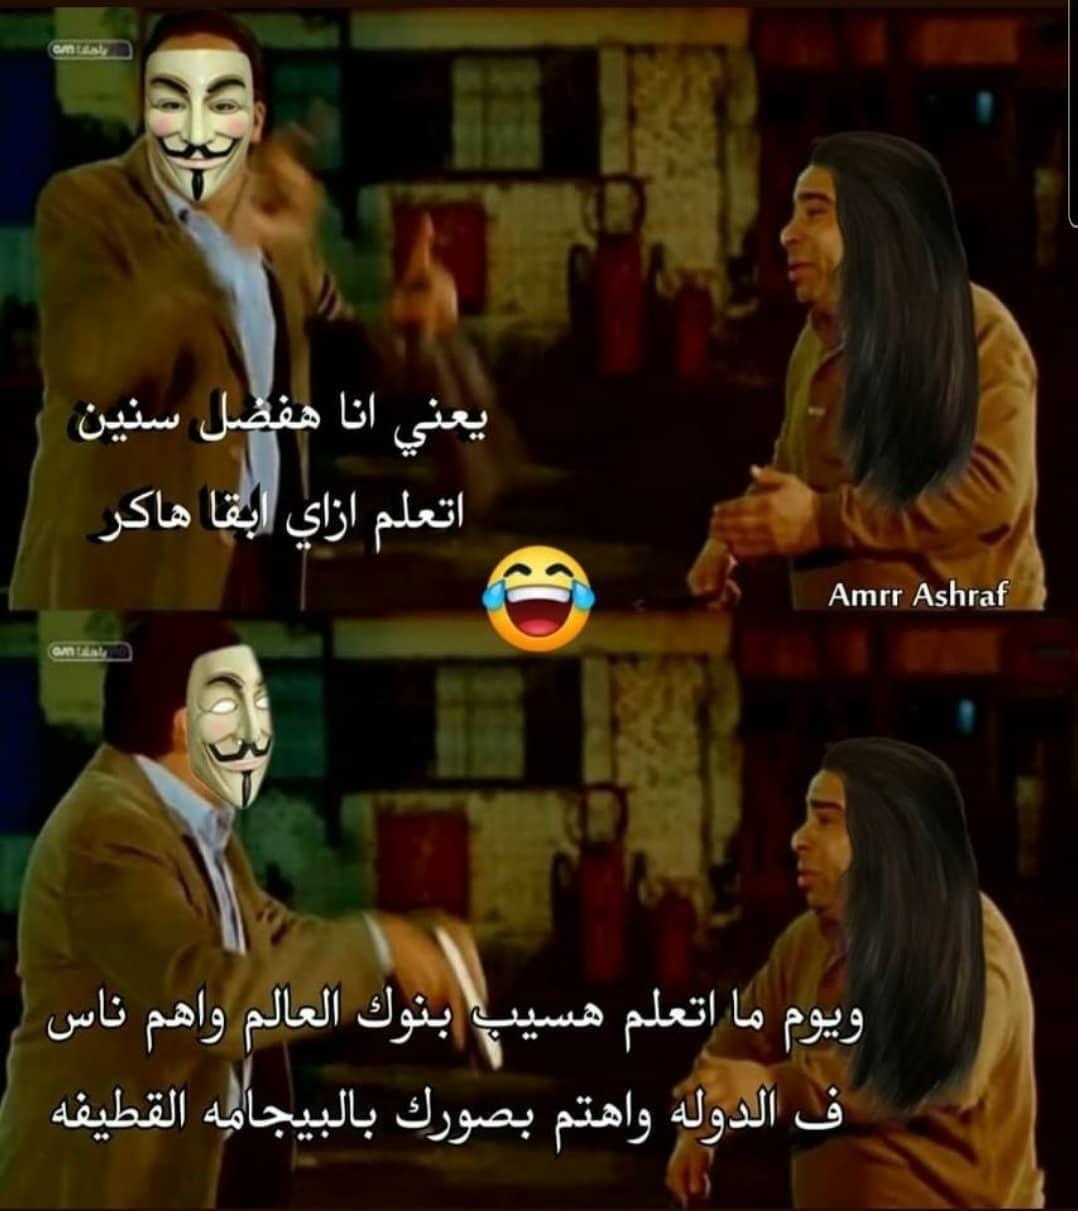 يعني انا هفضل سنين
اتعلم ازاي ابقا هاكر
Amrr Ashraf
ويوم ما اتعلم هسيب بنوك العالم واهم ناس
ف الدوله واهتم بصورك بالبيجامه القطيفه